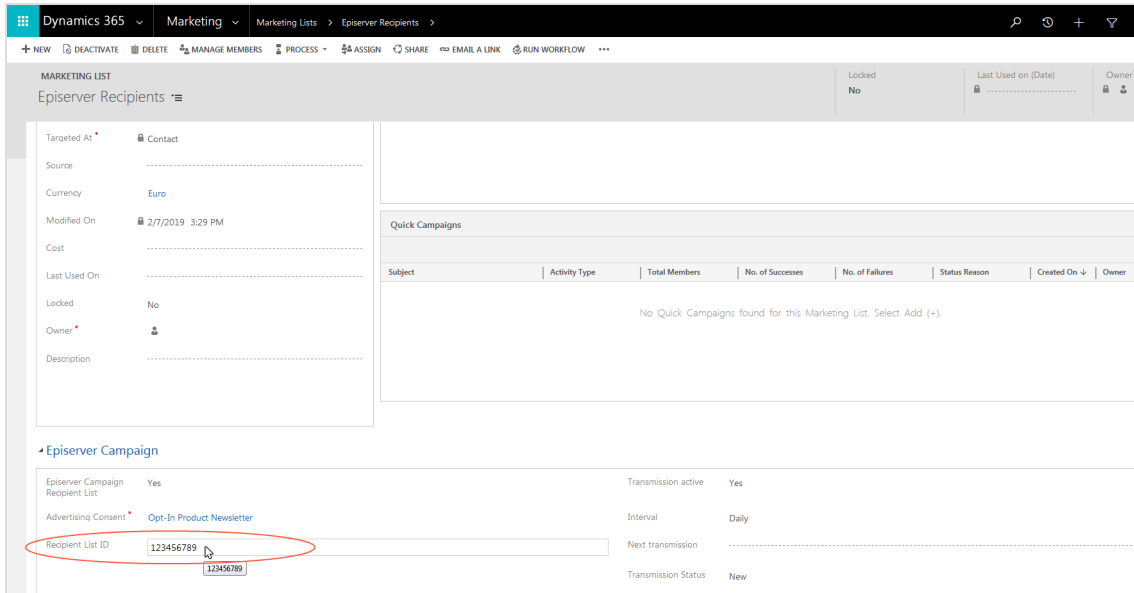 Dynamics 365 Marketing Marketing Lists > Episerver Recipients >
+ NEW DEACTIVATE DELETE MANAGE MEMBERS PROCESS ASSIGN SHARE EMAIL A LINK RUN WORKFLOW ...
MARKETING LIST
Episerver Recipients
Locked
No
Last Used on (Date)
Owner
Targeted At * Contact
Source
Currency Euro
Modified On 2/7/2019 3:29 PM
Cost
Last Used On
Locked No
Owner *
Description
Quick Campaigns
Subject Activity Type Total Members No. of Successes No. of Failures Status Reason Created On ↓ Owner
No Quick Campaigns found for this Marketing List. Select Add (+).
Episerver Campaign
Episerver Campaign Yes
Recipient List
Advertising Consent * Opt-In Product Newsletter
Recipient List ID 123456789
123456789
Transmission active Yes
Interval Daily
Next transmission
Transmission Status New